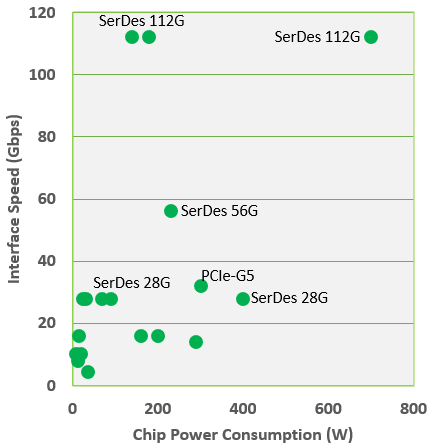 120
SerDes 112G
SerDes 112G
100
80
60
SerDes 56G
40
PCIe-G5
SerDes 28G
SerDes 28G
20
0
0 200 400 600 800
Chip Power Consumption (W)
Interface Speed (Gbps)